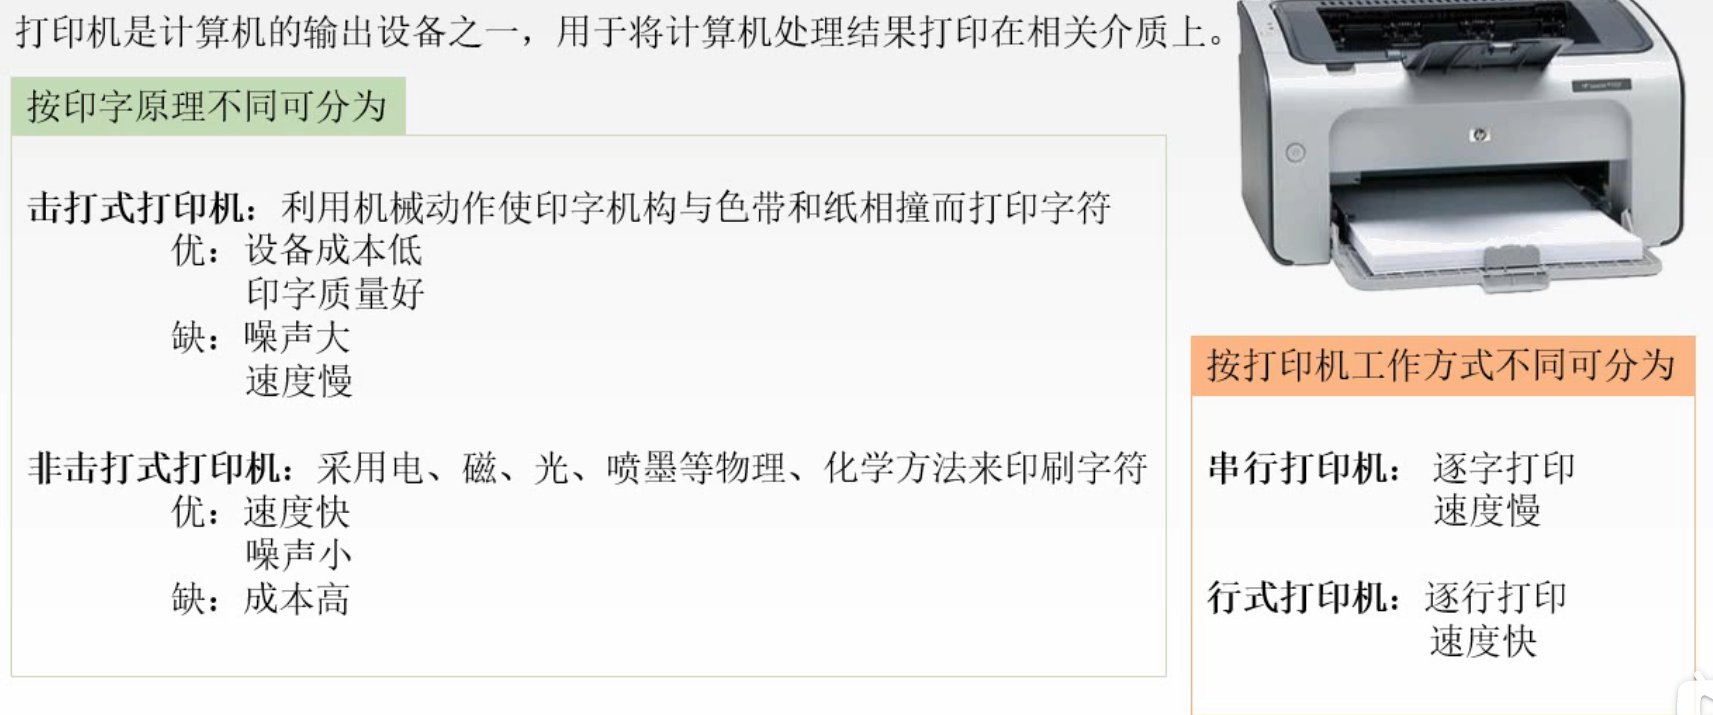 打印机是计算机的输出设备之一，用于将计算机处理结果打印在相关介质上。
按印字原理不同可分为
击打式打印机：利用机械动作使印字机构与色带和纸相撞而打印字符
优：设备成本低
印字质量好
缺：噪声大
速度慢
非击打式打印机：采用电、磁、光、喷墨等物理、化学方法来印刷字符
优：速度快
噪声小
缺：成本高
hp
按打印机工作方式不同可分为
串行打印机：逐字打印
速度慢
行式打印机：逐行打印
速度快